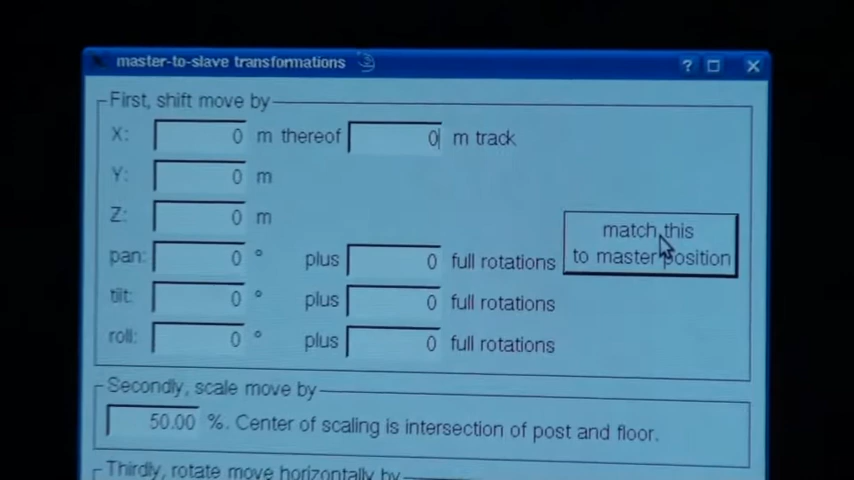 master-to-slave transformations
First, shift move by
X: 0 m thereof 0 m track
Y: 0 m
Z: 0 m
match this
to master position
pan: 0 ° plus 0 full rotations
tilt: 0 ° plus 0 full rotations
roll: 0 ° plus 0 full rotations
Secondly, scale move by
50.00 %. Center of scaling is intersection of post and floor.
Thirdly, rotate move horizontally by